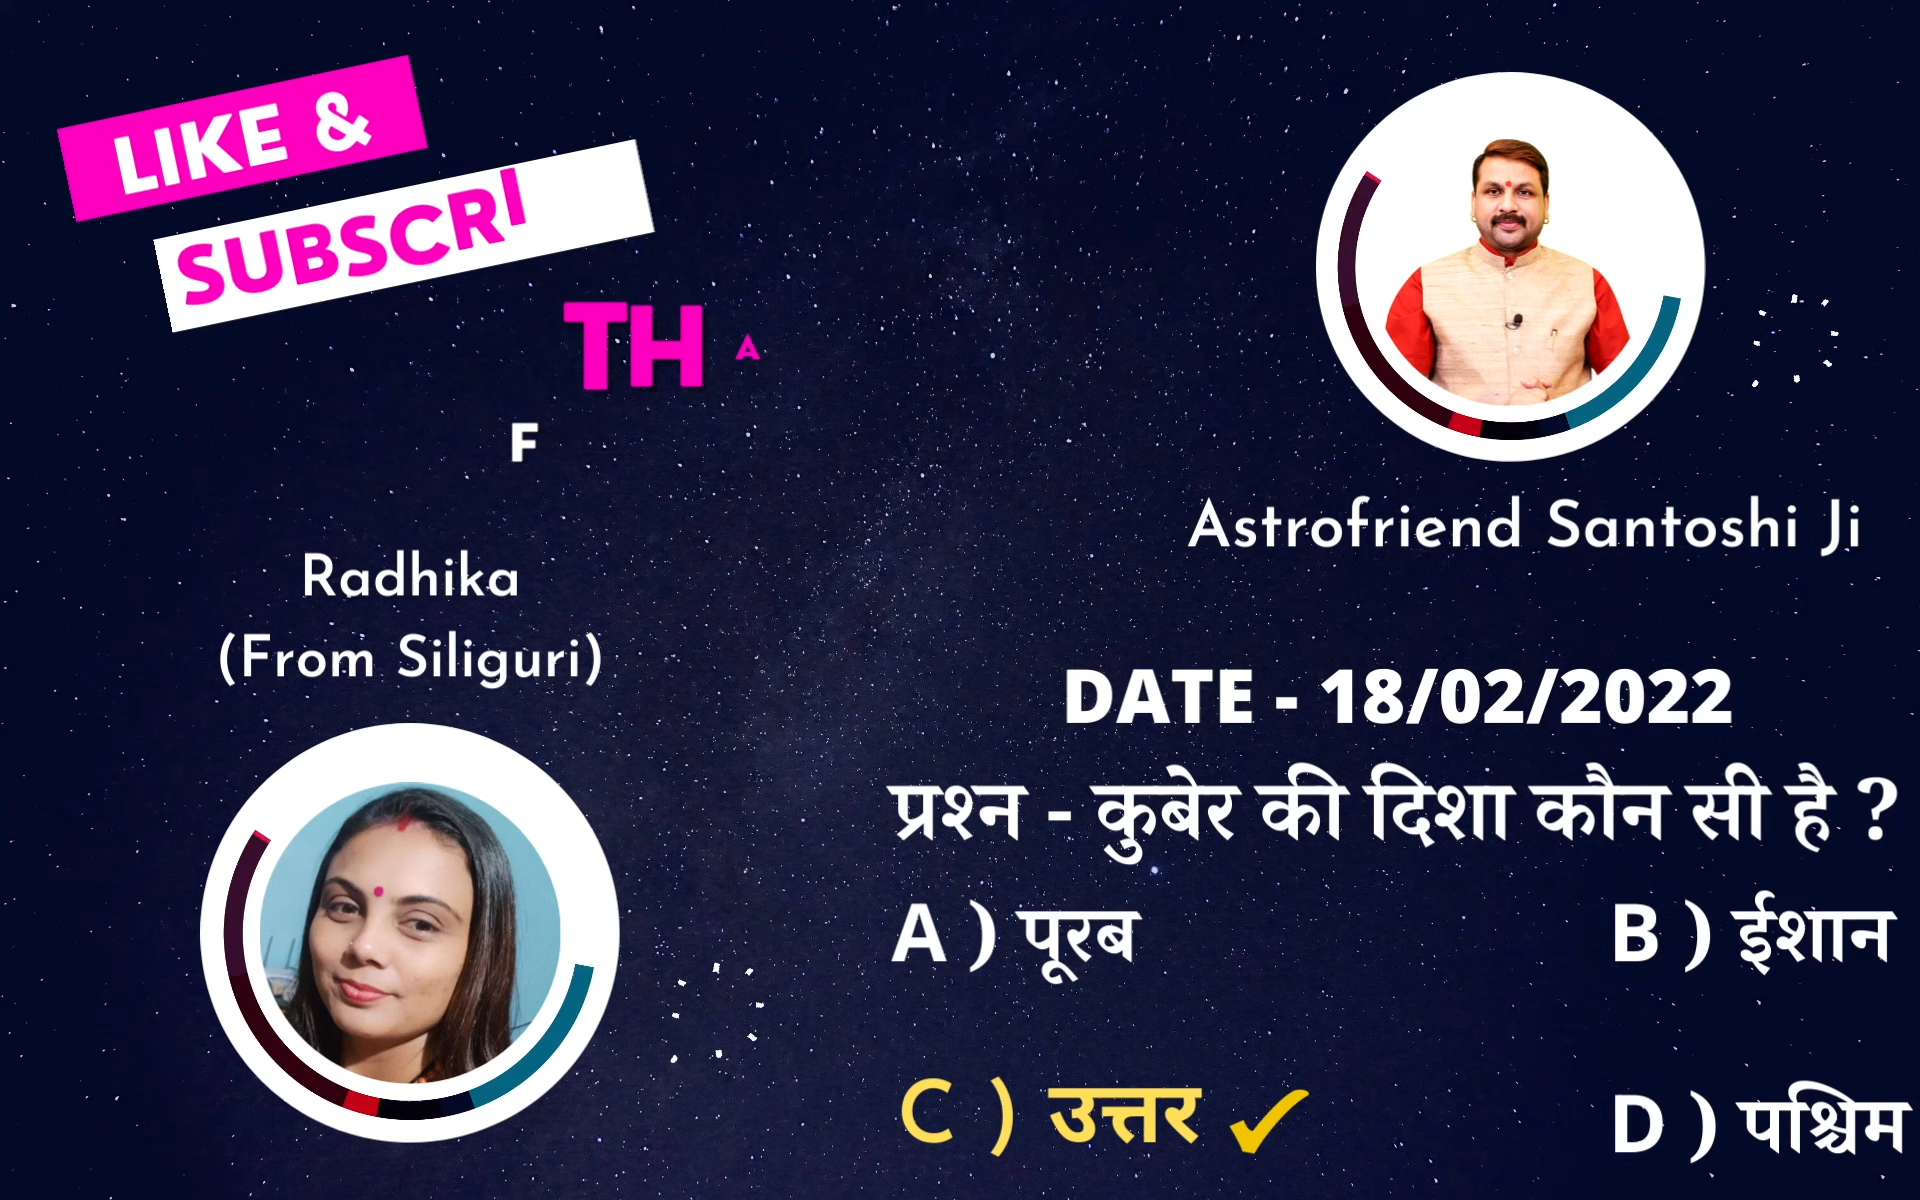 LIKE &
SUBSCRI
TH A
F
Astrofriend Santoshi Ji
Radhika
(From Siliguri)
DATE - 18/02/2022
प्रश्न - कुबेर की दिशा कौन सी है ?
A ) पूरब
B ) ईशान
C ) उत्तर
D ) पश्चिम